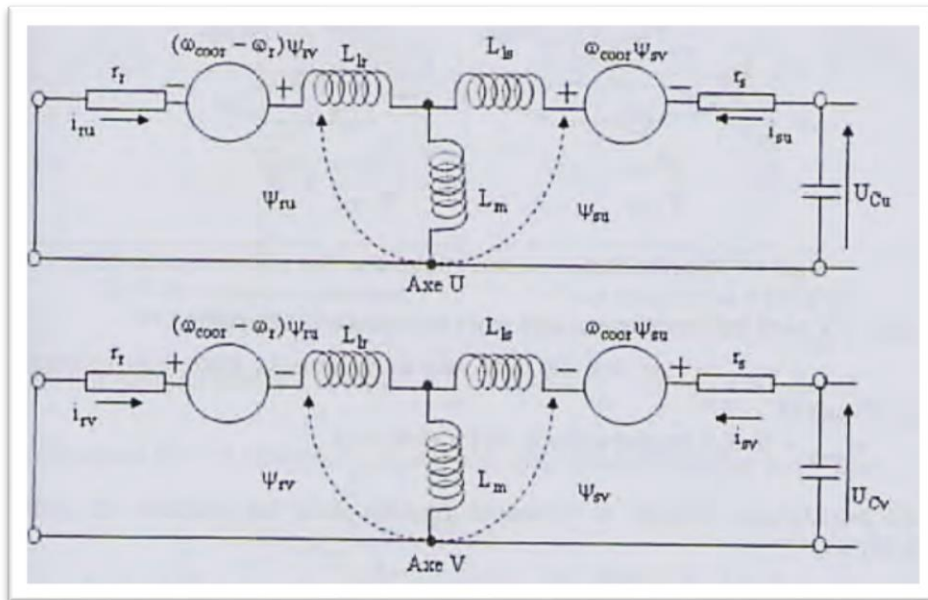 (ω_coor − ω_r)ψ_rv L_lr L_ls ω_coor ψ_sv
r_r − + + − r_s
i_ru i_su
ψ_ru L_m ψ_su U_Cu
Axe U
(ω_coor − ω_r)ψ_ru L_lr L_ls ω_coor ψ_su
r_r + − − + r_s
i_rv i_sv
ψ_rv L_m ψ_sv U_Cv
Axe V